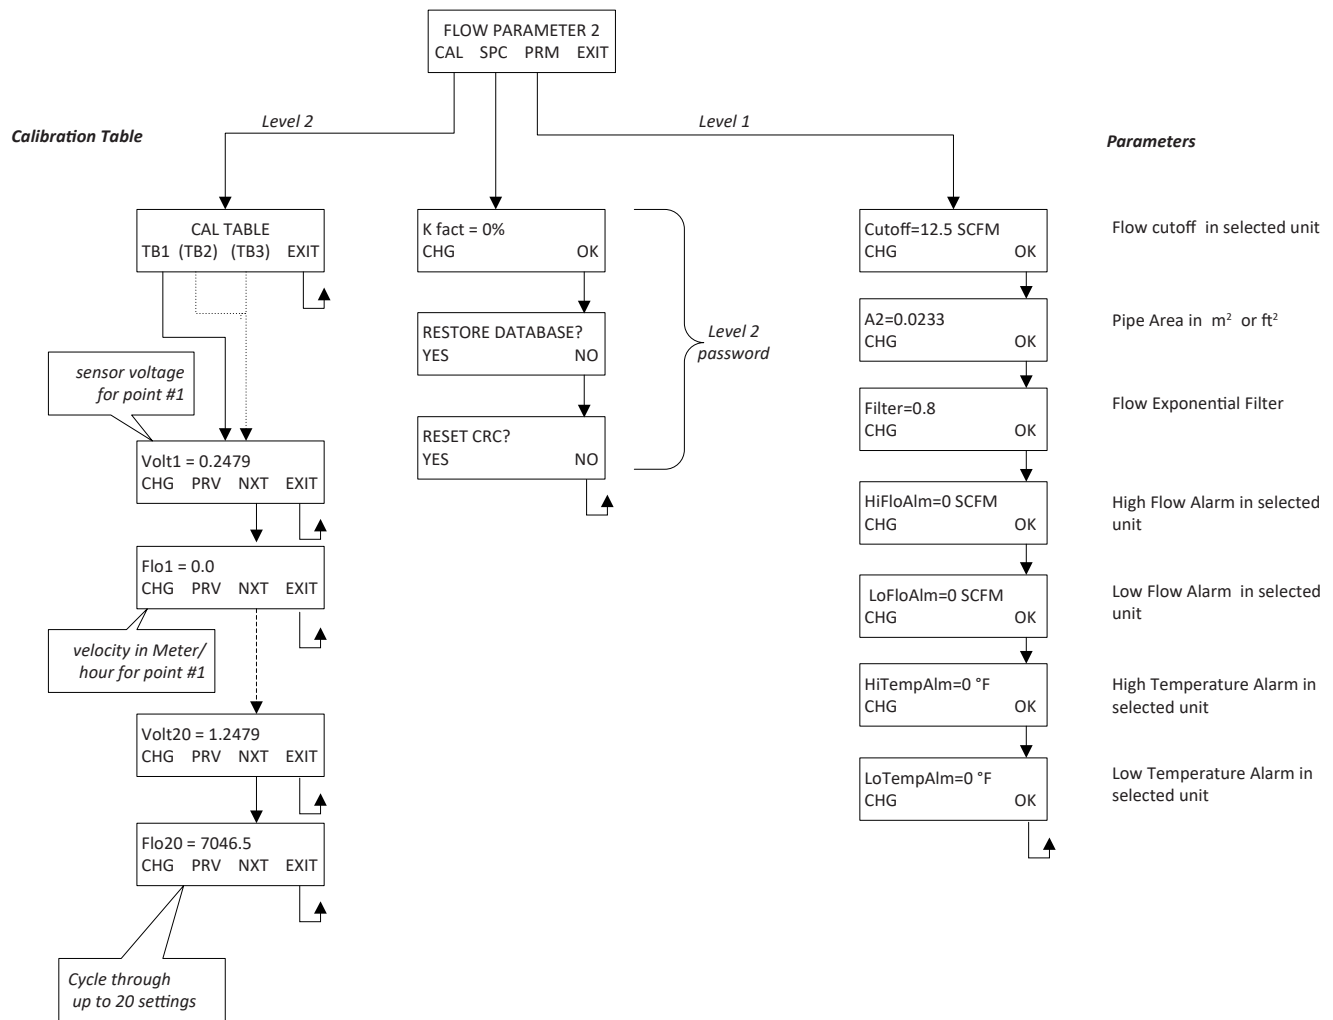 FLOW PARAMETER 2
CAL SPC PRM EXIT
Level 2
Level 1
Calibration Table
Parameters
CAL TABLE
TB1 (TB2) (TB3) EXIT
sensor voltage
for point #1
Volt1 = 0.2479
CHG PRV NXT EXIT
Flo1 = 0.0
CHG PRV NXT EXIT
velocity in Meter/
hour for point #1
Volt20 = 1.2479
CHG PRV NXT EXIT
Flo20 = 7046.5
CHG PRV NXT EXIT
Cycle through
up to 20 settings
K fact = 0%
CHG OK
RESTORE DATABASE?
YES NO
RESET CRC?
YES NO
Level 2
password
Cutoff=12.5 SCFM
CHG OK
Flow cutoff in selected unit
A2=0.0233
CHG OK
Pipe Area in m² or ft²
Filter=0.8
CHG OK
Flow Exponential Filter
HiFloAlm=0 SCFM
CHG OK
High Flow Alarm in selected
unit
LoFloAlm=0 SCFM
CHG OK
Low Flow Alarm in selected
unit
HiTempAlm=0 °F
CHG OK
High Temperature Alarm in
selected unit
LoTempAlm=0 °F
CHG OK
Low Temperature Alarm in
selected unit